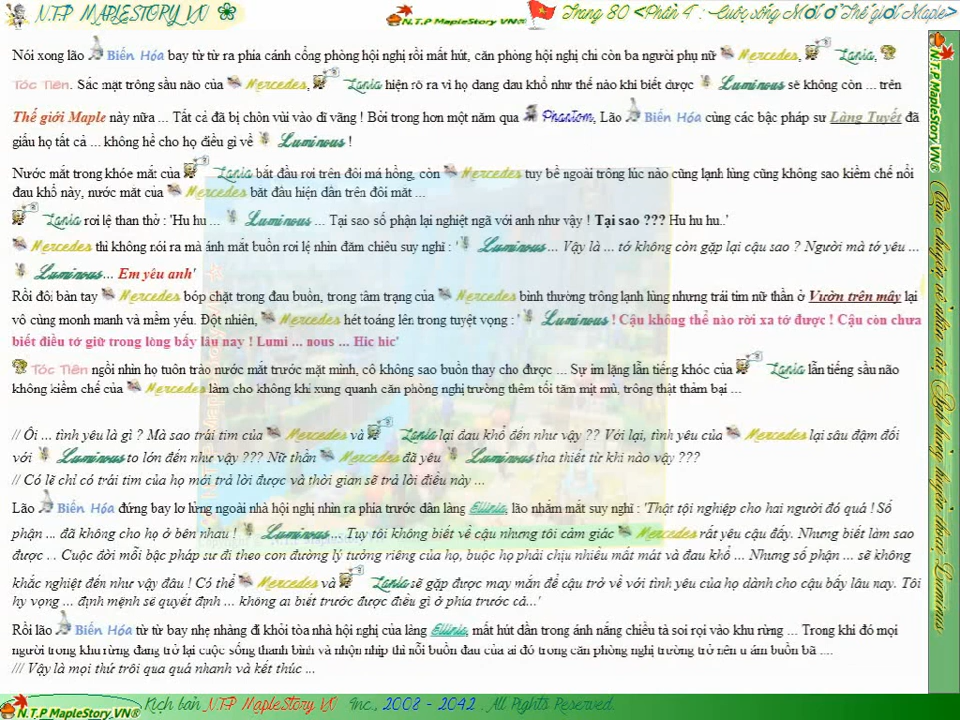 N.T.P MAPLESTORY VN
N.T.P MapleStory VN®
Trang 80 <Phần 4 : Cuộc sống Mới ở Thế giới Maple>
Nói xong lão Biến Hóa bay từ từ ra phía cánh cổng phòng hội nghị rồi mất hút, căn phòng hội nghị chỉ còn ba người phụ nữ Mercedes, Lania,
Tóc Tiên. Sắc mặt trông sầu não của Mercedes, Lania hiện rõ ra vì họ đang đau khổ như thế nào khi biết được Luminous sẽ không còn ... trên
Thế giới Maple này nữa ... Tất cả đã bị chôn vùi vào dĩ vãng ! Bởi trong hơn một năm qua Phantom, Lão Biến Hóa cùng các bậc pháp sư Làng Tuyết đã
giấu họ tất cả ... không hề cho họ điều gì về Luminous !
Nước mắt trong khóe mắt của Lania bắt đầu rơi trên đôi má hồng, còn Mercedes tuy bề ngoài trông lúc nào cũng lạnh lùng cũng không sao kiềm chế nổi
đau khổ này, nước mắt của Mercedes bắt đầu hiện dần trên đôi mắt ...
Lania rơi lệ than thở : 'Hu hu ... Luminous ... Tại sao số phận lại nghiệt ngã với anh như vậy ! Tại sao ??? Hu hu hu..'
Mercedes thì không nói ra mà ánh mắt buồn rơi lệ nhìn đăm chiêu suy nghĩ : ' Luminous ... Vậy là ... tớ không còn gặp lại cậu sao ? Người mà tớ yêu ...
Luminous ... Em yêu anh'
Rồi đôi bàn tay Mercedes bóp chặt trong đau buồn, trong tâm trạng của Mercedes bình thường trông lạnh lùng nhưng trái tim nữ thần ở Vườn trên mây lại
vô cùng monh manh và mềm yếu. Đột nhiên, Mercedes hét toáng lên trong tuyệt vọng : ' Luminous ! Cậu không thể nào rời xa tớ được ! Cậu còn chưa
biết điều tớ giữ trong lòng bấy lâu nay ! Lumi ... nous ... Hic hic'
Tóc Tiên ngồi nhìn họ tuôn trào nước mắt trước mặt mình, cô không sao buồn thay cho được ... Sự im lặng lẫn tiếng khóc của Lania lẫn tiếng sầu não
không kiềm chế của Mercedes làm cho không khí xung quanh căn phòng nghị trường thêm tối tăm mịt mù, trông thật thảm bại ...
// Ôi ... tình yêu là gì ? Mà sao trái tim của Mercedes và Lania lại đau khổ đến như vậy ?? Với lại, tình yêu của Mercedes lại sâu đậm đối
với Luminous to lớn đến như vậy ??? Nữ thần Mercedes đã yêu Luminous tha thiết từ khi nào vậy ???
// Có lẽ chỉ có trái tim của họ mới trả lời được và thời gian sẽ trả lời điều này ...
Lão Biến Hóa đứng bay lơ lửng ngoài nhà hội nghị nhìn ra phía trước dân làng Ellinia, lão nhắm mắt suy nghĩ : 'Thật tội nghiệp cho hai người đó quá ! Số
phận ... đã không cho họ ở bên nhau ! Luminous ... Tuy tôi không biết về cậu nhưng tôi cảm giác Mercedes rất yêu cậu đấy. Nhưng biết làm sao
được . . Cuộc đời mỗi bậc pháp sư đi theo con đường lý tưởng riêng của họ, buộc họ phải chịu nhiều mất mát và đau khổ ... Nhưng số phận ... sẽ không
khắc nghiệt đến như vậy đâu ! Có thể Mercedes và Lania sẽ gặp được may mắn để cậu trở về với tình yêu của họ dành cho cậu bấy lâu nay. Tôi
hy vọng ... định mệnh sẽ quyết định ... không ai biết trước được điều gì ở phía trước cả...'
Rồi lão Biến Hóa từ từ bay nhẹ nhàng đi khỏi tòa nhà hội nghị của làng Ellinia, mất hút dần trong ánh nắng chiều tà soi rọi vào khu rừng ... Trong khi đó mọi
người trong khu rừng đang trở lại cuộc sống thanh bình và nhộn nhịp thì nỗi buồn đau của ai đó trong căn phòng nghị trường trở nên u ám buồn bã ....
/// Vậy là mọi thứ trôi qua quá nhanh và kết thúc ...
N.T.P MapleStory.VN®
Câu chuyện về nhân vật Anh hùng huyền thoại Luminous
N.T.P MapleStory.VN®
Kịch bản N.T.P MAPLESTORY VN Inc., 2008 - 2042 . All Rights Reserved.